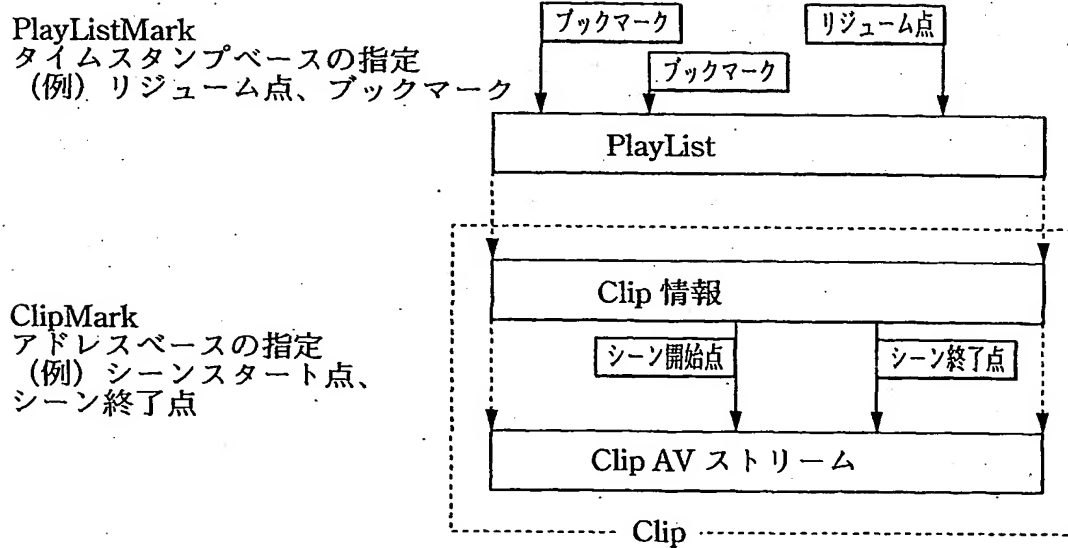 PlayListMark
タイムスタンプベースの指定
(例) リジューム点、ブックマーク
ブックマーク
リジューム点
ブックマーク
PlayList
Clip 情報
ClipMark
アドレスベースの指定
(例) シーンスタート点、
シーン終了点
シーン開始点
シーン終了点
Clip AV ストリーム
Clip